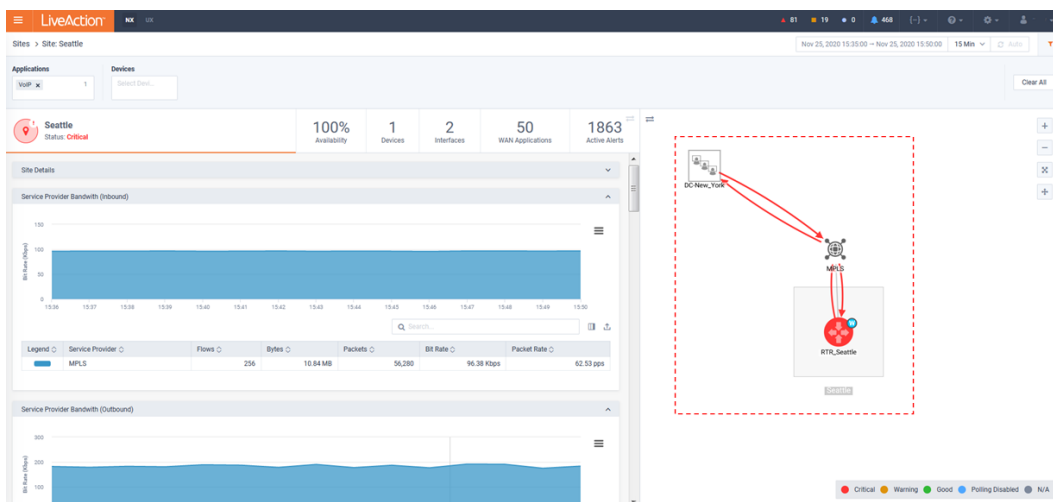 LiveAction NX UX 81 19 0 468
Sites > Site: Seattle Nov 25, 2020 15:35:00 – Nov 25, 2020 15:50:00 15 Min Auto
Applications Devices
VoIP x 1 Select Devi... Clear All
Seattle
Status: Critical
100% 1 2 50 1863
Availability Devices Interfaces WAN Applications Active Alerts
Site Details
Service Provider Bandwith (Inbound)
150
100
50
0
Bit Rate (Kbps)
15:36 15:37 15:38 15:39 15:40 15:41 15:42 15:43 15:44 15:45 15:46 15:47 15:48 15:49 15:50
Search...
Legend Service Provider Flows Bytes Packets Bit Rate Packet Rate
MPLS 256 10.84 MB 56,280 96.38 Kbps 62.53 pps
Service Provider Bandwith (Outbound)
300
200
100
Bit Rate (Kbps)
DC-New_York
MPLS
W
RTR_Seattle
Seattle
Critical Warning Good Polling Disabled N/A